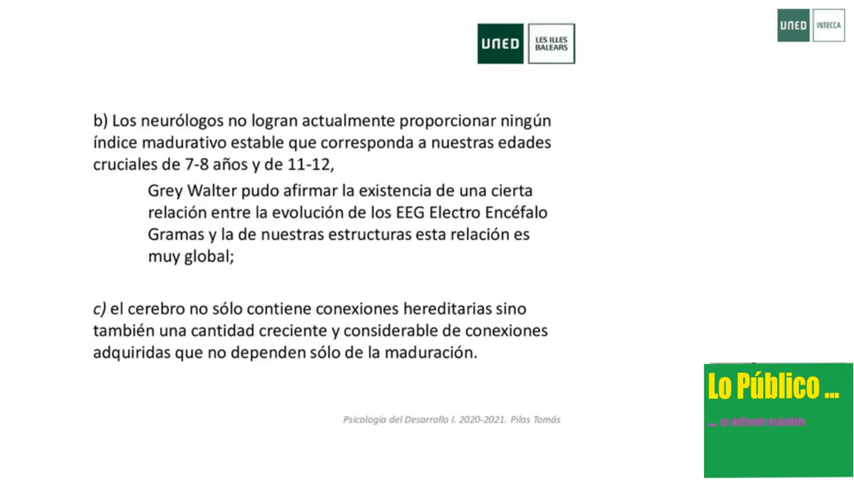 UNED
LES ILLES
BALEARS
UNED
INTECCA
b) Los neurólogos no logran actualmente proporcionar ningún
índice madurativo estable que corresponda a nuestras edades
cruciales de 7-8 años y de 11-12,
Grey Walter pudo afirmar la existencia de una cierta
relación entre la evolución de los EEG Electro Encéfalo
Gramas y la de nuestras estructuras esta relación es
muy global;
c) el cerebro no sólo contiene conexiones hereditarias sino
también una cantidad creciente y considerable de conexiones
adquiridas que no dependen sólo de la maduración.
Lo Público ...
Psicología del Desarrollo I. 2020-2021. Pilas Tomás